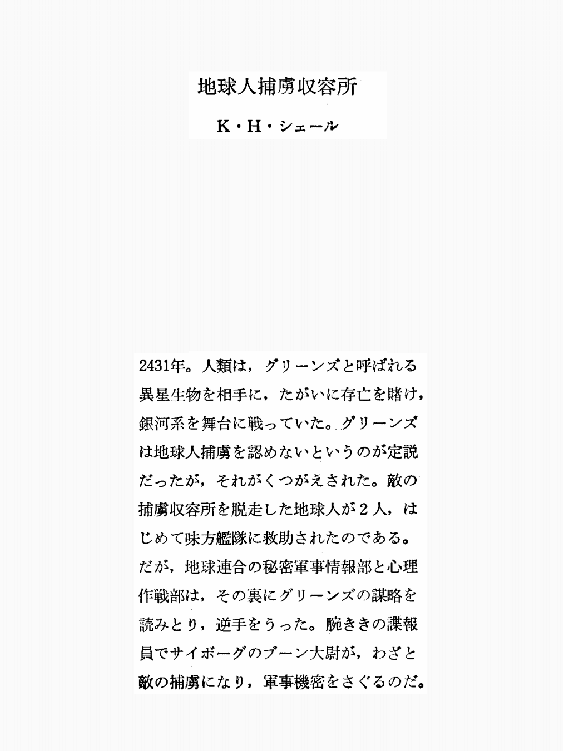 地球人捕虜収容所
K・H・シェール
2431年。人類は，グリーンズと呼ばれる
異星生物を相手に，たがいに存亡を賭け，
銀河系を舞台に戦っていた。グリーンズ
は地球人捕虜を認めないというのが定説
だったが，それがくつがえされた。敵の
捕虜収容所を脱走した地球人が2人，は
じめて味方艦隊に救助されたのである。
だが，地球連合の秘密軍事情報部と心理
作戦部は，その裏にグリーンズの謀略を
読みとり，逆手をうった。腕ききの諜報
員でサイボーグのブーン大尉が，わざと
敵の捕虜になり，軍事機密をさぐるのだ。